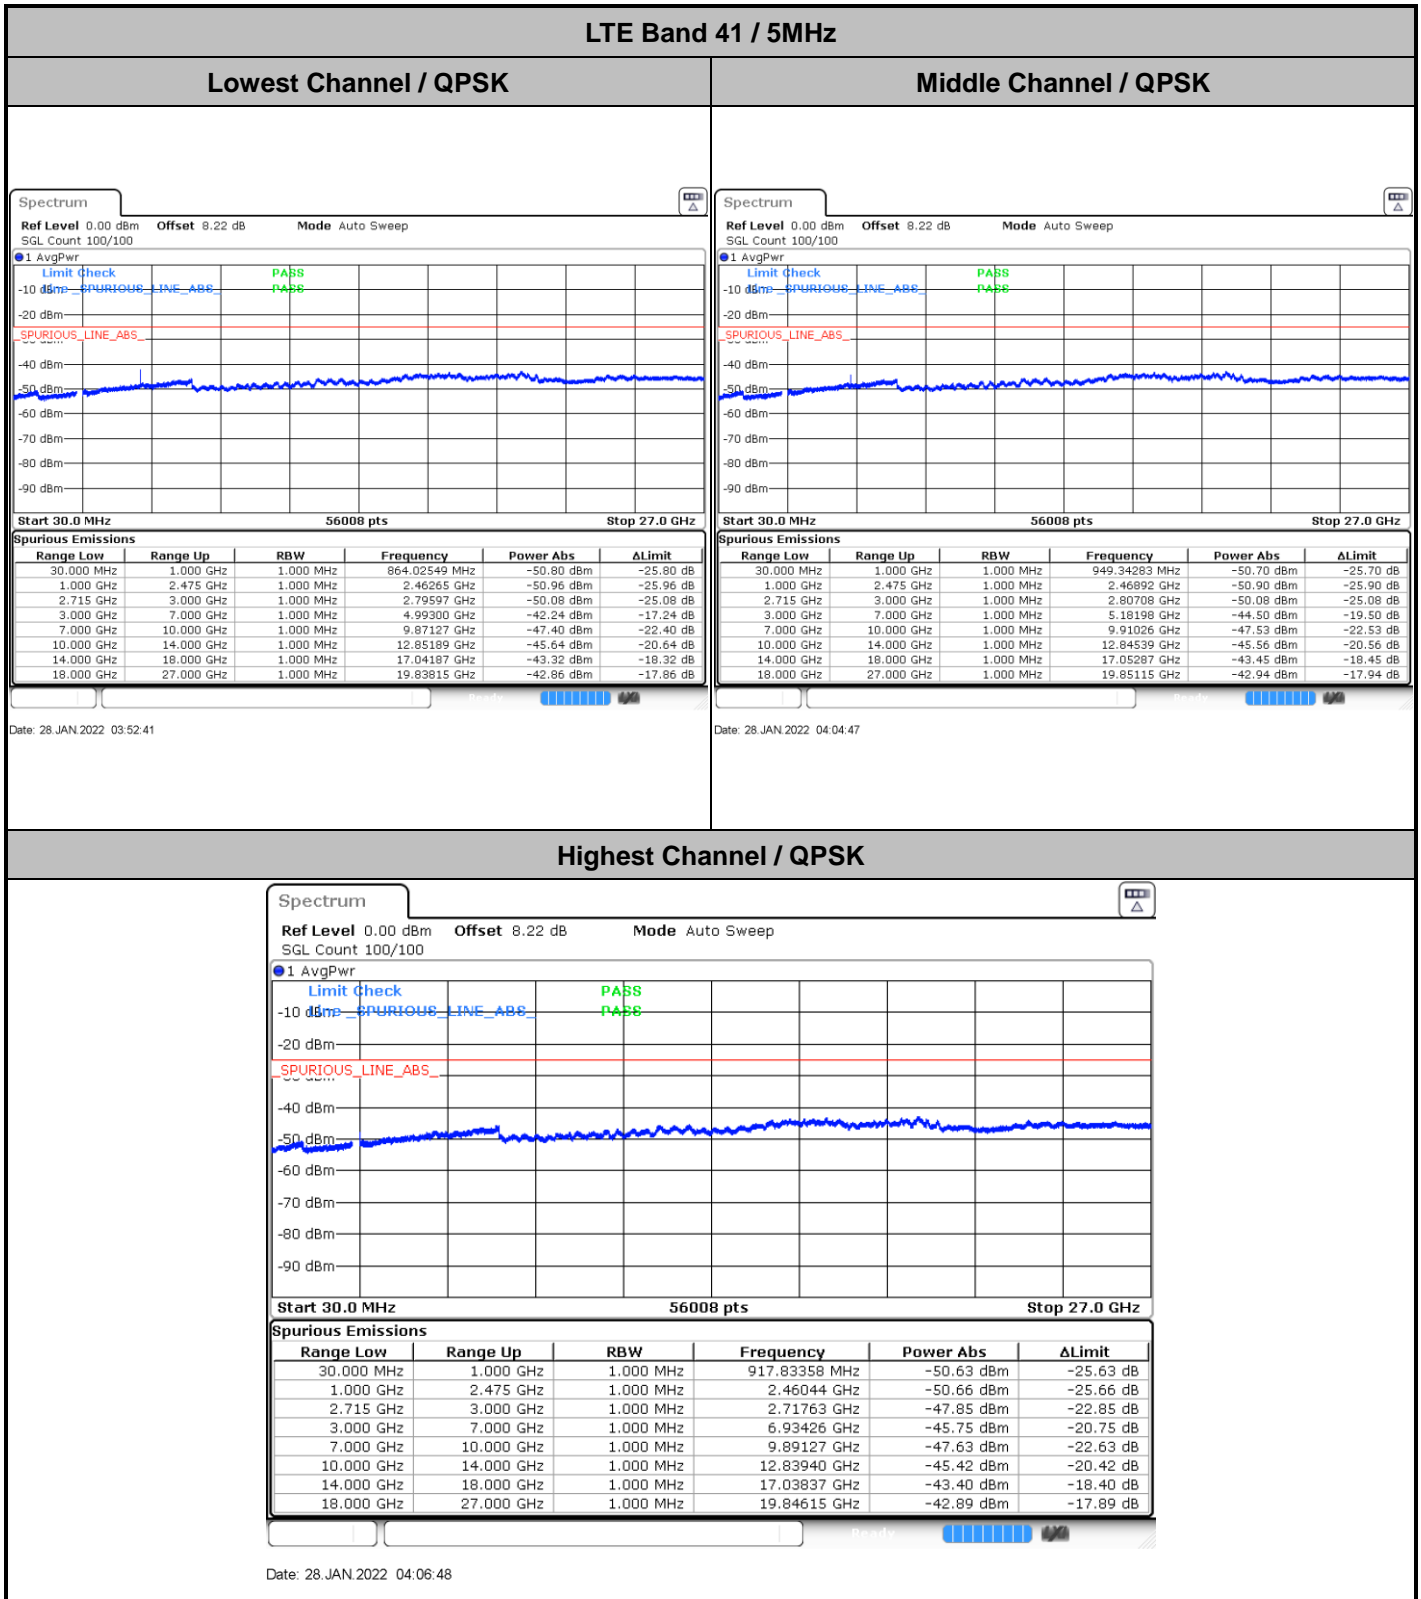 LTE Band 41 / 5MHz
Lowest Channel / QPSK
Middle Channel / QPSK
Spectrum
Ref Level 0.00 dBm Offset 8.22 dB Mode Auto Sweep
SGL Count 100/100
1 AvgPwr
Limit Check PASS
Line _SPURIOUS_LINE_ABS_ PASS
-10 dBm
-20 dBm
_SPURIOUS_LINE_ABS_
-40 dBm
-50 dBm
-60 dBm
-70 dBm
-80 dBm
-90 dBm
Start 30.0 MHz 56008 pts Stop 27.0 GHz
Spurious Emissions
Range Low Range Up RBW Frequency Power Abs ΔLimit
30.000 MHz 1.000 GHz 1.000 MHz 864.02549 MHz -50.80 dBm -25.80 dB
1.000 GHz 2.475 GHz 1.000 MHz 2.46265 GHz -50.96 dBm -25.96 dB
2.715 GHz 3.000 GHz 1.000 MHz 2.79597 GHz -50.08 dBm -25.08 dB
3.000 GHz 7.000 GHz 1.000 MHz 4.99300 GHz -42.24 dBm -17.24 dB
7.000 GHz 10.000 GHz 1.000 MHz 9.87127 GHz -47.40 dBm -22.40 dB
10.000 GHz 14.000 GHz 1.000 MHz 12.85189 GHz -45.64 dBm -20.64 dB
14.000 GHz 18.000 GHz 1.000 MHz 17.04187 GHz -43.32 dBm -18.32 dB
18.000 GHz 27.000 GHz 1.000 MHz 19.83815 GHz -42.86 dBm -17.86 dB
Ready
Date: 28.JAN.2022 03:52:41
Spectrum
Ref Level 0.00 dBm Offset 8.22 dB Mode Auto Sweep
SGL Count 100/100
1 AvgPwr
Limit Check PASS
Line _SPURIOUS_LINE_ABS_ PASS
-10 dBm
-20 dBm
_SPURIOUS_LINE_ABS_
-40 dBm
-50 dBm
-60 dBm
-70 dBm
-80 dBm
-90 dBm
Start 30.0 MHz 56008 pts Stop 27.0 GHz
Spurious Emissions
Range Low Range Up RBW Frequency Power Abs ΔLimit
30.000 MHz 1.000 GHz 1.000 MHz 949.34283 MHz -50.70 dBm -25.70 dB
1.000 GHz 2.475 GHz 1.000 MHz 2.46892 GHz -50.90 dBm -25.90 dB
2.715 GHz 3.000 GHz 1.000 MHz 2.80708 GHz -50.08 dBm -25.08 dB
3.000 GHz 7.000 GHz 1.000 MHz 5.18198 GHz -44.50 dBm -19.50 dB
7.000 GHz 10.000 GHz 1.000 MHz 9.91026 GHz -47.53 dBm -22.53 dB
10.000 GHz 14.000 GHz 1.000 MHz 12.84539 GHz -45.56 dBm -20.56 dB
14.000 GHz 18.000 GHz 1.000 MHz 17.05287 GHz -43.45 dBm -18.45 dB
18.000 GHz 27.000 GHz 1.000 MHz 19.85115 GHz -42.94 dBm -17.94 dB
Ready
Date: 28.JAN.2022 04:04:47
Highest Channel / QPSK
Spectrum
Ref Level 0.00 dBm Offset 8.22 dB Mode Auto Sweep
SGL Count 100/100
1 AvgPwr
Limit Check PASS
Line _SPURIOUS_LINE_ABS_ PASS
-10 dBm
-20 dBm
_SPURIOUS_LINE_ABS_
-40 dBm
-50 dBm
-60 dBm
-70 dBm
-80 dBm
-90 dBm
Start 30.0 MHz 56008 pts Stop 27.0 GHz
Spurious Emissions
Range Low Range Up RBW Frequency Power Abs ΔLimit
30.000 MHz 1.000 GHz 1.000 MHz 917.83358 MHz -50.63 dBm -25.63 dB
1.000 GHz 2.475 GHz 1.000 MHz 2.46044 GHz -50.66 dBm -25.66 dB
2.715 GHz 3.000 GHz 1.000 MHz 2.71763 GHz -47.85 dBm -22.85 dB
3.000 GHz 7.000 GHz 1.000 MHz 6.93426 GHz -45.75 dBm -20.75 dB
7.000 GHz 10.000 GHz 1.000 MHz 9.89127 GHz -47.63 dBm -22.63 dB
10.000 GHz 14.000 GHz 1.000 MHz 12.83940 GHz -45.42 dBm -20.42 dB
14.000 GHz 18.000 GHz 1.000 MHz 17.03837 GHz -43.40 dBm -18.40 dB
18.000 GHz 27.000 GHz 1.000 MHz 19.84615 GHz -42.89 dBm -17.89 dB
Ready
Date: 28.JAN.2022 04:06:48